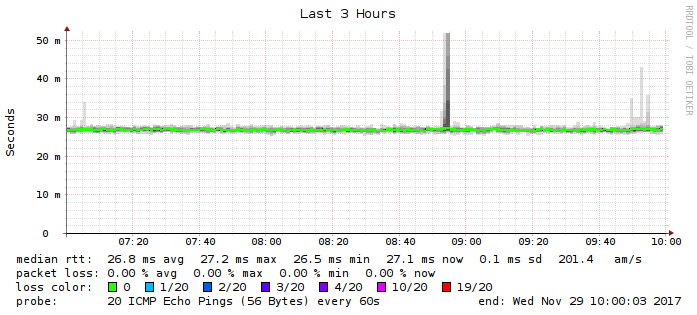 Last 3 Hours
RRDTOOL / TOBI OETIKER
Seconds
50 m
40 m
30 m
20 m
10 m
0
07:20 07:40 08:00 08:20 08:40 09:00 09:20 09:40 10:00
median rtt: 26.8 ms avg 27.2 ms max 26.5 ms min 27.1 ms now 0.1 ms sd 201.4 am/s
packet loss: 0.00 % avg 0.00 % max 0.00 % min 0.00 % now
loss color: 0 1/20 2/20 3/20 4/20 10/20 19/20
probe: 20 ICMP Echo Pings (56 Bytes) every 60s end: Wed Nov 29 10:00:03 2017